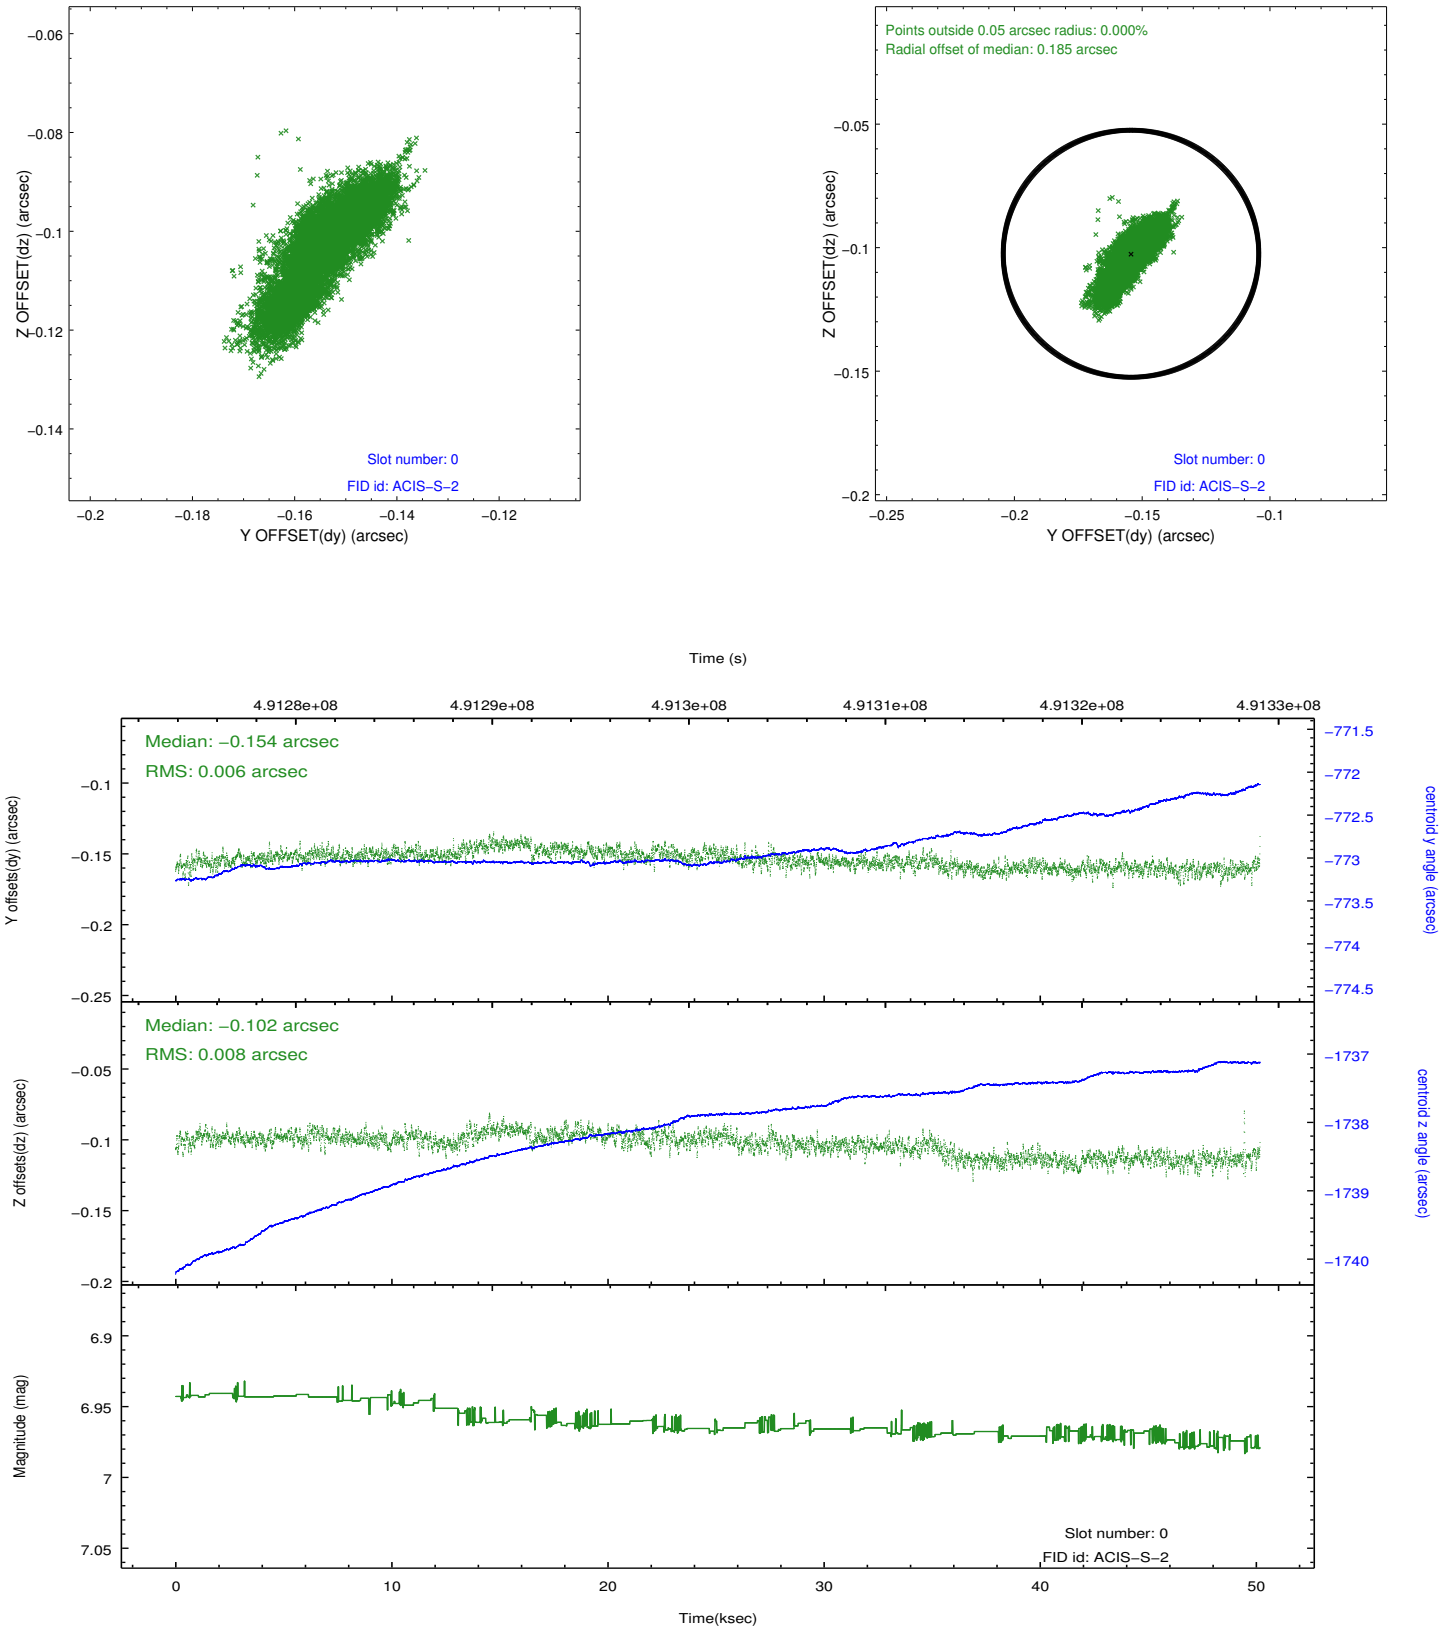 −0.06
−0.08
−0.1
−0.12
−0.14
Z OFFSET(dz) (arcsec)
Slot number: 0
FID id: ACIS−S−2
−0.2 −0.18 −0.16 −0.14 −0.12
Y OFFSET(dy) (arcsec)
Points outside 0.05 arcsec radius: 0.000%
Radial offset of median: 0.185 arcsec
−0.05
−0.1
−0.15
−0.2
Z OFFSET(dz) (arcsec)
Slot number: 0
FID id: ACIS−S−2
−0.25 −0.2 −0.15 −0.1
Y OFFSET(dy) (arcsec)
Time (s)
4.9128e+08 4.9129e+08 4.913e+08 4.9131e+08 4.9132e+08 4.9133e+08
Median: −0.154 arcsec
RMS: 0.006 arcsec
−0.1
−0.15
−0.2
−0.25
Y offsets(dy) (arcsec)
−771.5
−772
−772.5
−773
−773.5
−774
−774.5
centroid y angle (arcsec)
Median: −0.102 arcsec
RMS: 0.008 arcsec
−0.05
−0.1
−0.15
−0.2
Z offsets(dz) (arcsec)
−1737
−1738
−1739
−1740
centroid z angle (arcsec)
6.9
6.95
7
7.05
Magnitude (mag)
Slot number: 0
FID id: ACIS−S−2
0 10 20 30 40 50
Time(ksec)